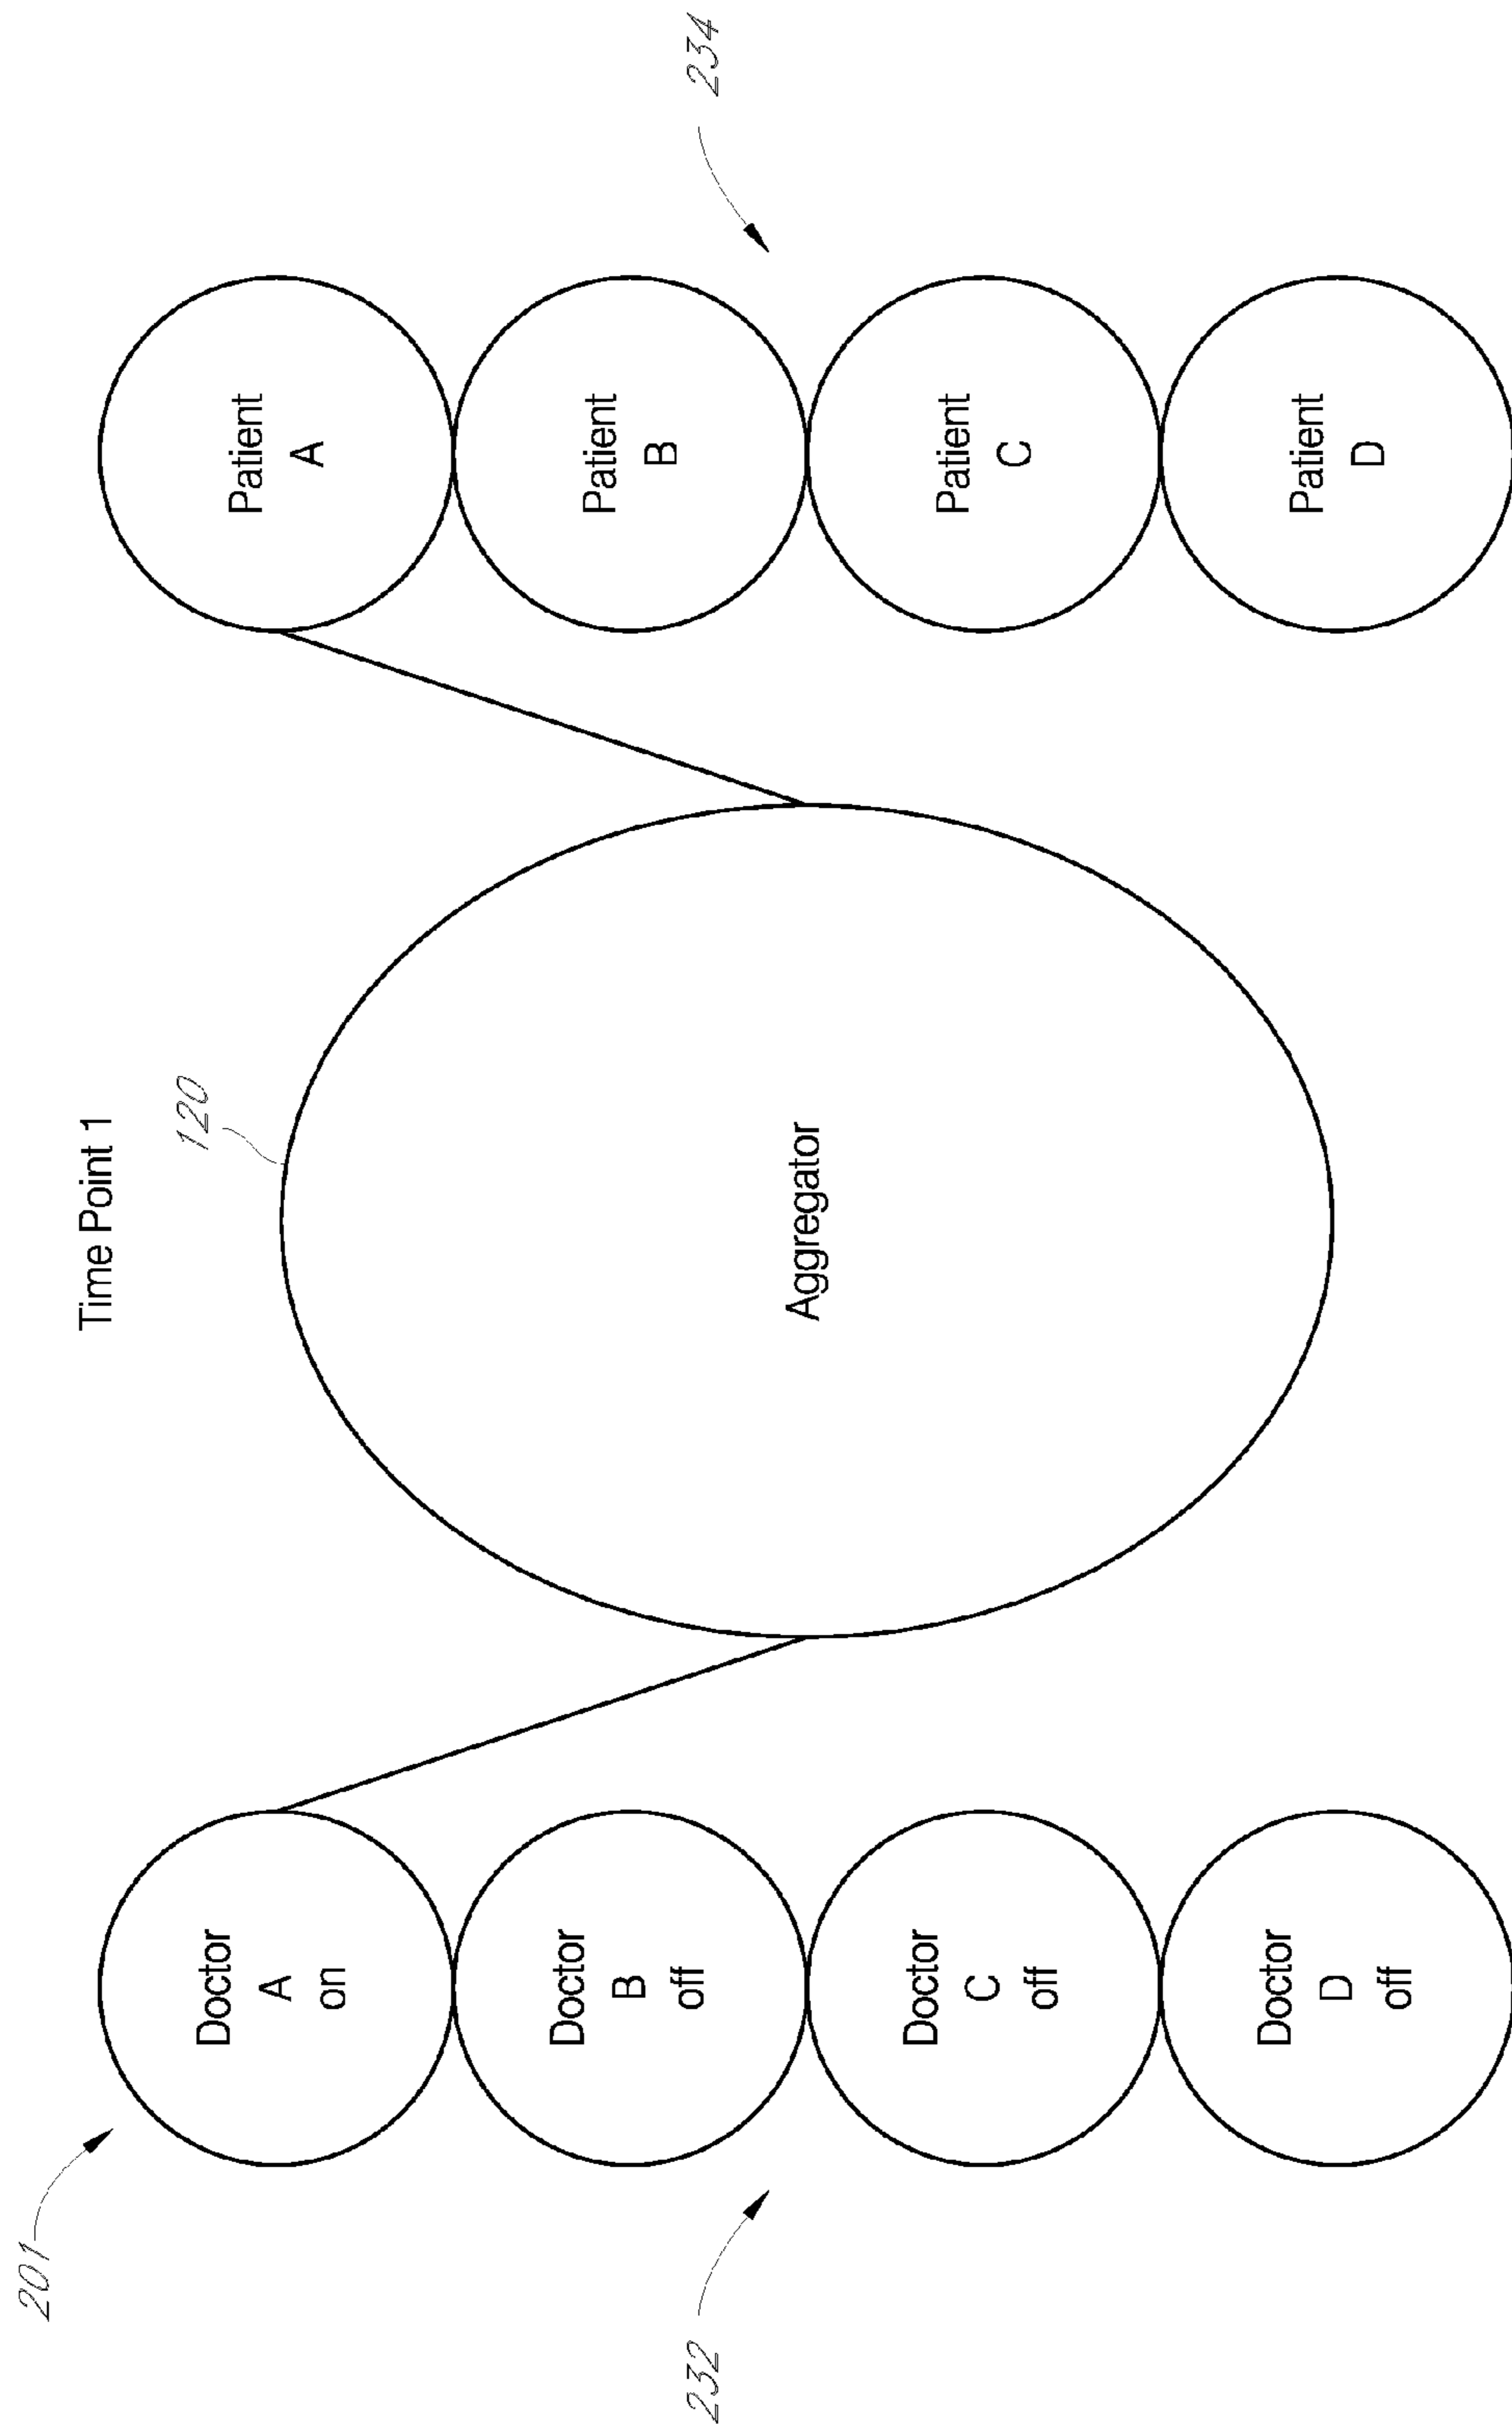 Time Point 1
201
120
232
234
Doctor
A
on
Doctor
B
off
Doctor
C
off
Doctor
D
off
Aggregator
Patient
A
Patient
B
Patient
C
Patient
D